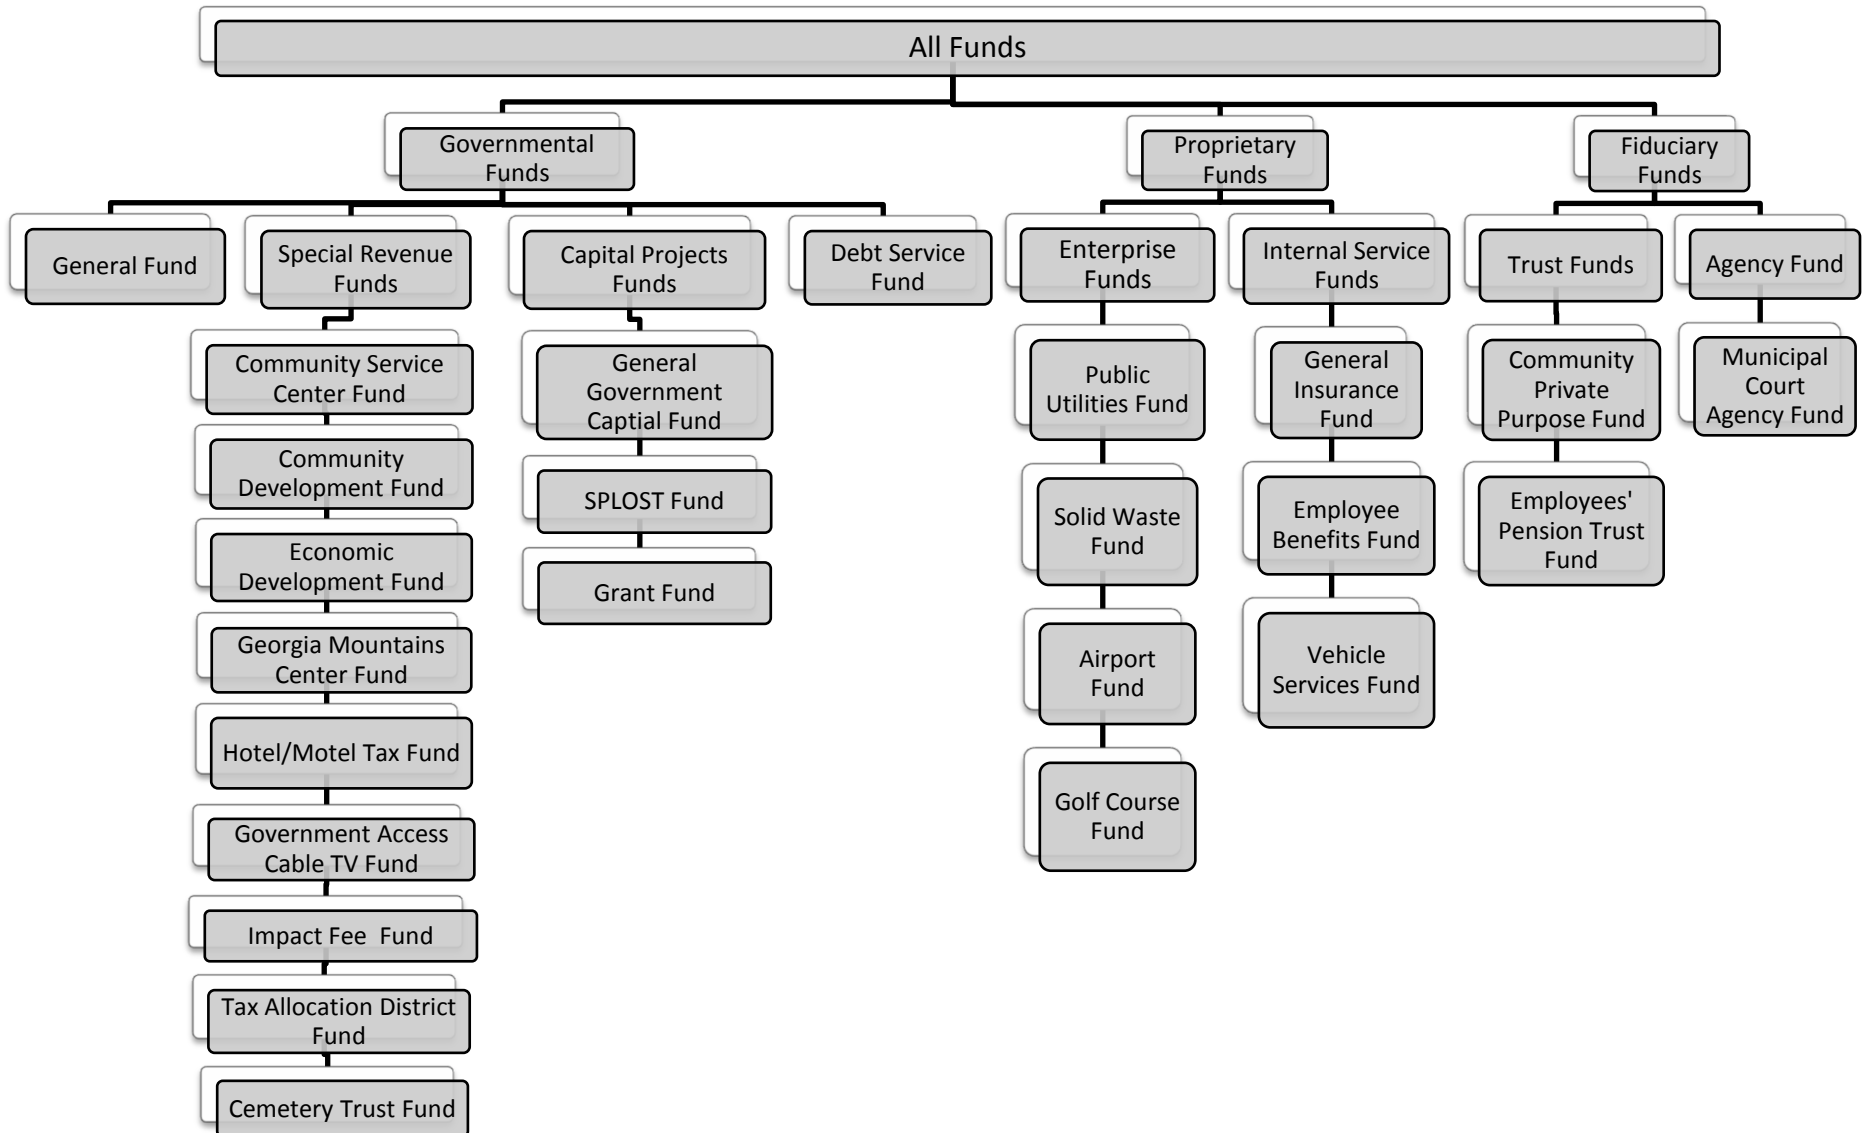 All Funds
Governmental
Funds
Proprietary
Funds
Fiduciary
Funds
General Fund
Special Revenue
Funds
Capital Projects
Funds
Debt Service
Fund
Enterprise
Funds
Internal Service
Funds
Trust Funds
Agency Fund
Community Service
Center Fund
Community
Development Fund
Economic
Development Fund
Georgia Mountains
Center Fund
Hotel/Motel Tax Fund
Government Access
Cable TV Fund
Impact Fee  Fund
Tax Allocation District
Fund
Cemetery Trust Fund
General
Government
Captial Fund
SPLOST Fund
Grant Fund
Public
Utilities Fund
Solid Waste
Fund
Airport
Fund
Golf Course
Fund
General
Insurance
Fund
Employee
Benefits Fund
Vehicle
Services Fund
Community
Private
Purpose Fund
Employees'
Pension Trust
Fund
Municipal
Court
Agency Fund